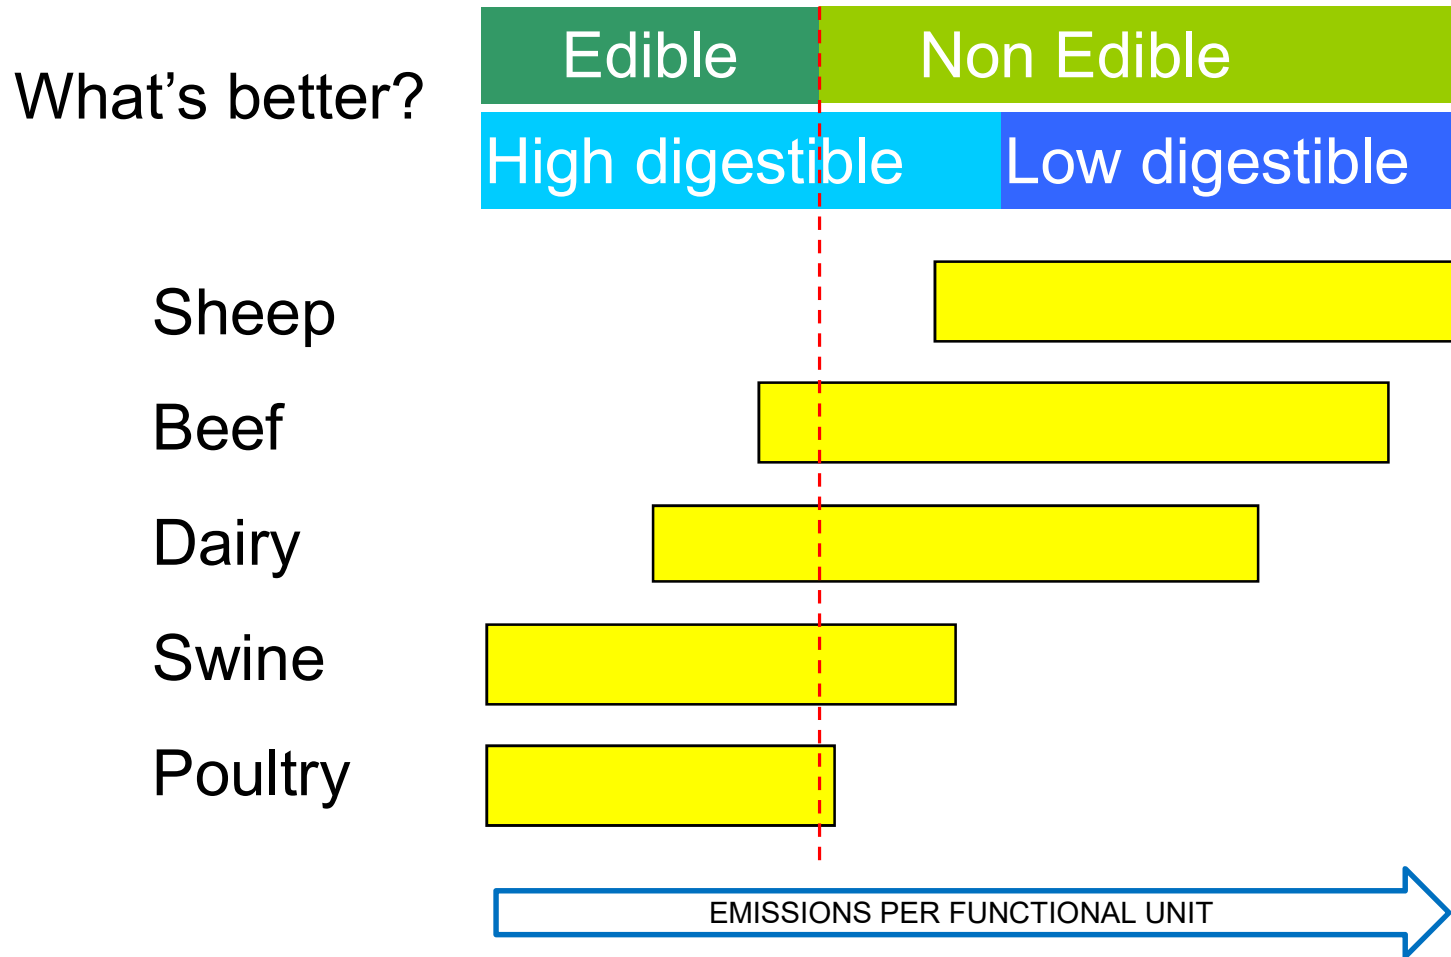 What's better?
Edible
Non Edible
High digestible
Low digestible
Sheep
Beef
Dairy
Swine
Poultry
EMISSIONS PER FUNCTIONAL UNIT